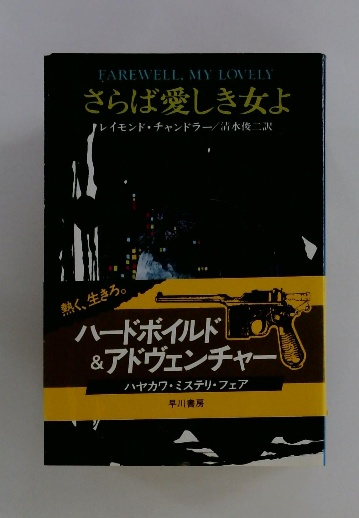 FAREWELL, MY LOVELY
さらば愛しき女よ
レイモンド・チャンドラー/清水俊二訳
熱く、生きろ。
ハードボイルド
&アドヴェンチャー
ハヤカワ・ミステリ・フェア
早川書房